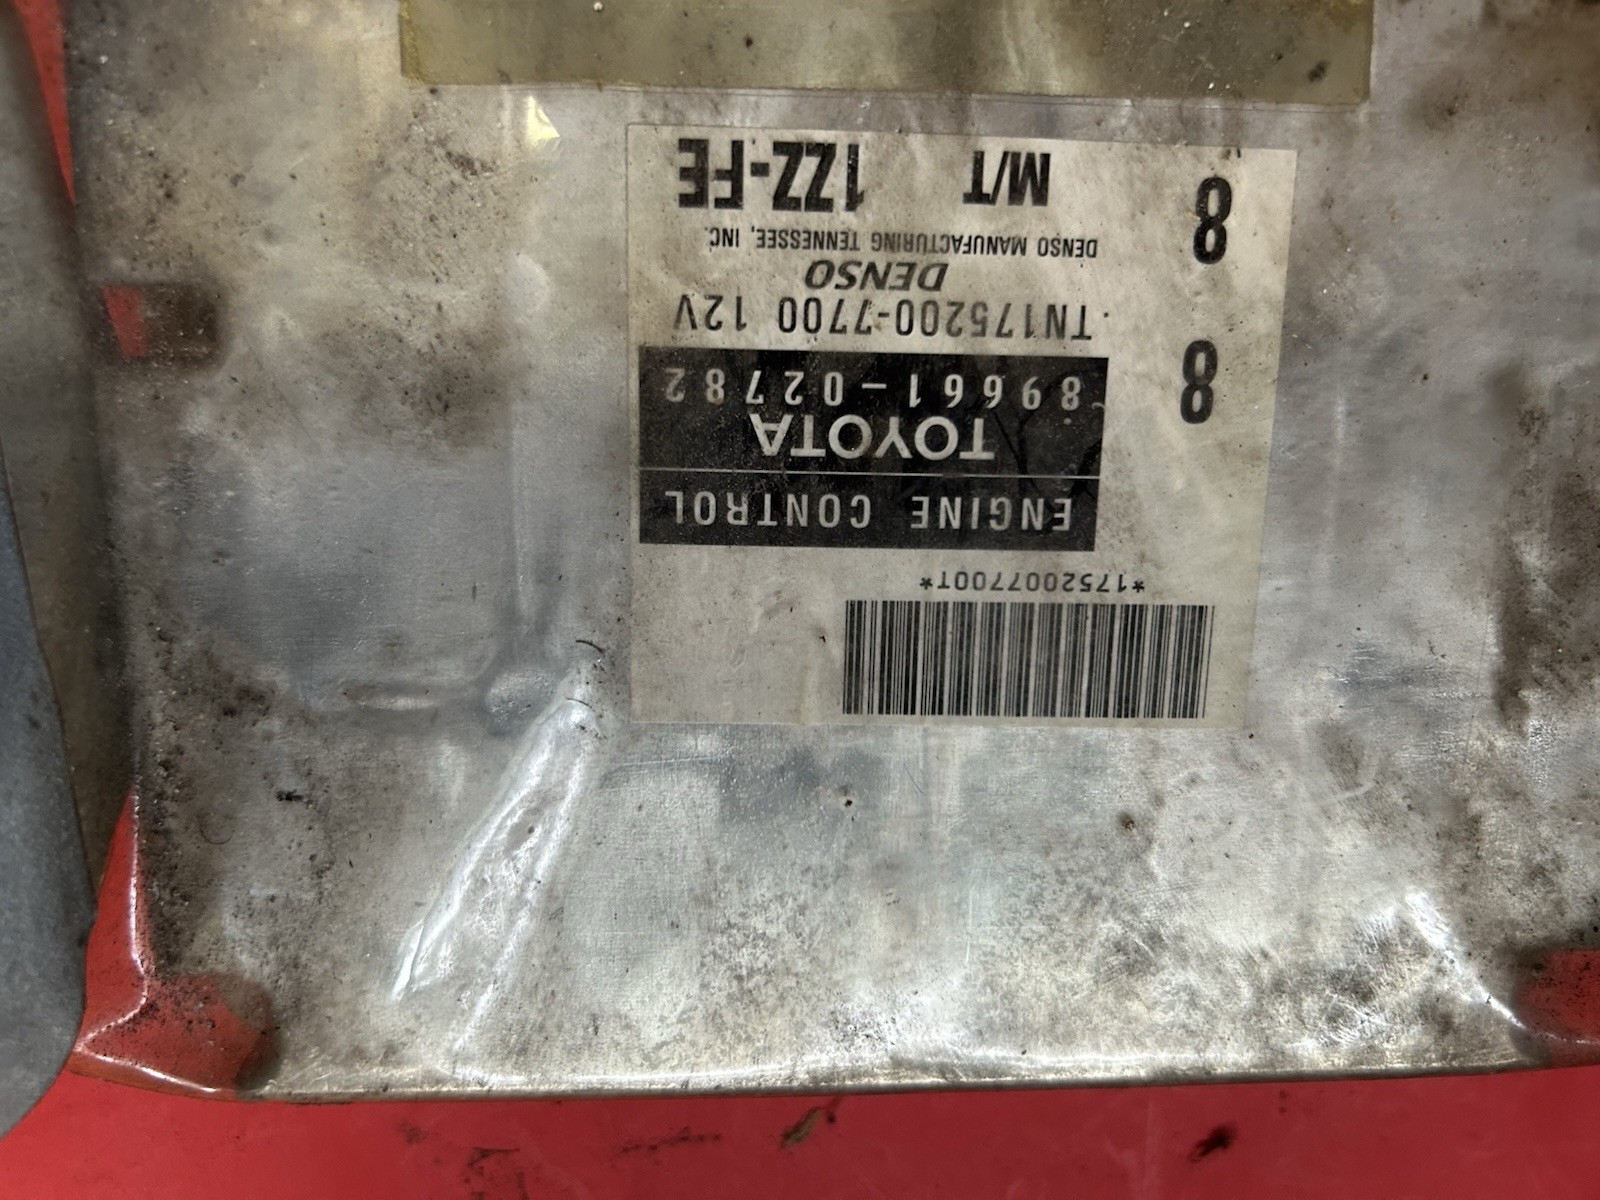 *1752007700T*
ENGINE CONTROL
TOYOTA
89661-02782
8
TN175200-7700 12V
DENSO
DENSO MANUFACTURING TENNESSEE, INC.
8
M/T 1ZZ-FE